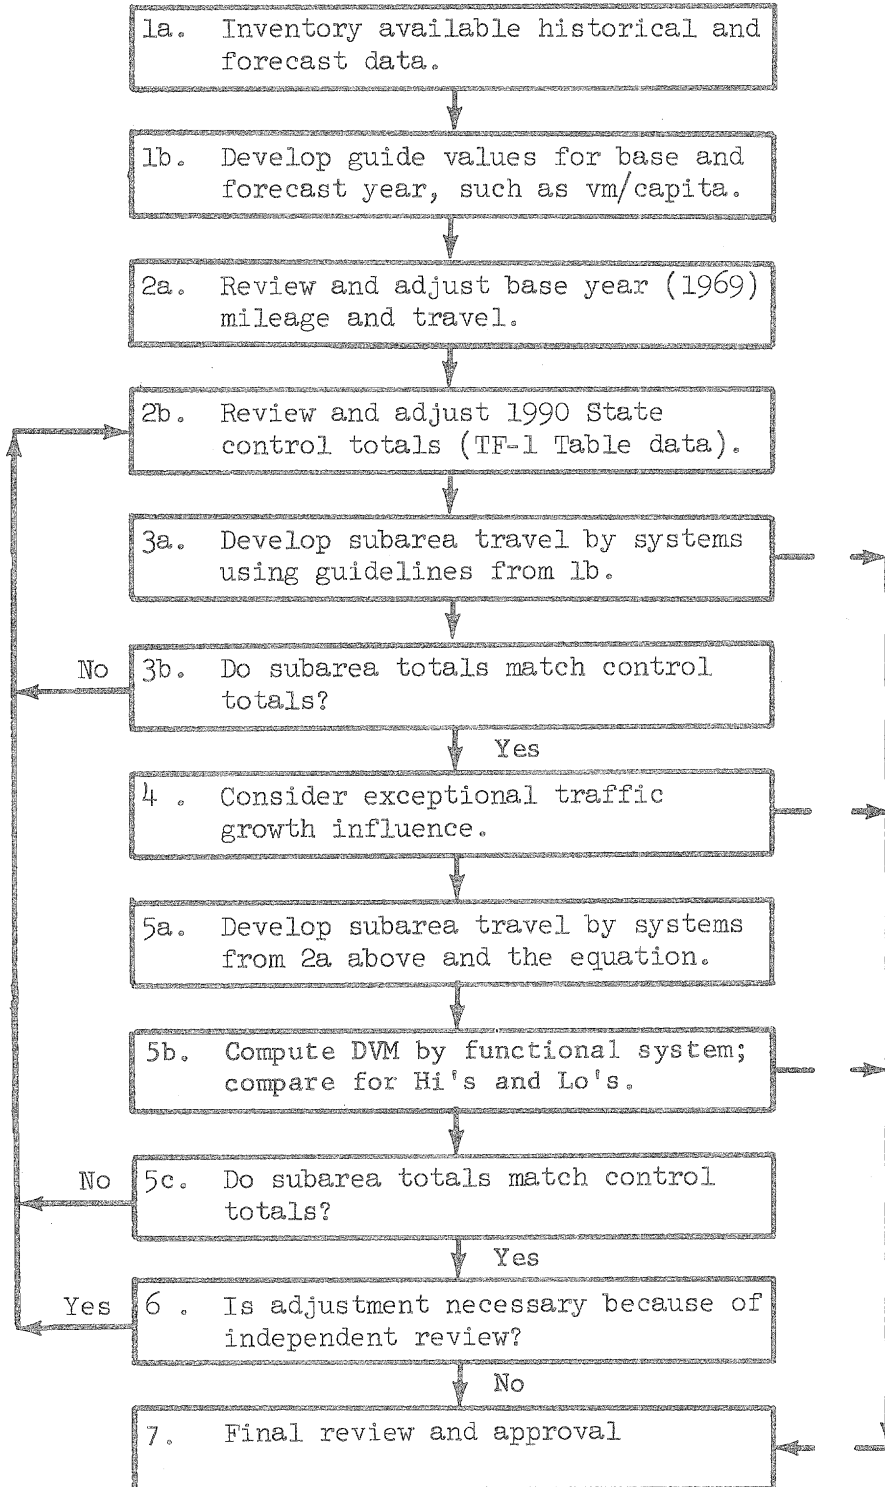 1a. Inventory available historical and
forecast data.
1b. Develop guide values for base and
forecast year, such as vm/capita.
2a. Review and adjust base year (1969)
mileage and travel.
2b. Review and adjust 1990 State
control totals (TF-1 Table data).
3a. Develop subarea travel by systems
using guidelines from 1b.
No
3b. Do subarea totals match control
totals?
Yes
4 . Consider exceptional traffic
growth influence.
5a. Develop subarea travel by systems
from 2a above and the equation.
5b. Compute DVM by functional system;
compare for Hi's and Lo's.
No
5c. Do subarea totals match control
totals?
Yes
Yes
6 . Is adjustment necessary because of
independent review?
No
7. Final review and approval